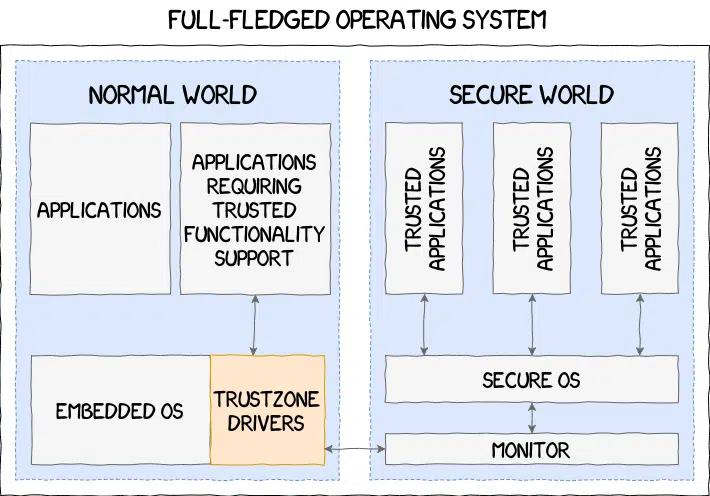 FULL-FLEDGED OPERATING SYSTEM
NORMAL WORLD
APPLICATIONS
APPLICATIONS
REQUIRING
TRUSTED
FUNCTIONALITY
SUPPORT
EMBEDDED OS
TRUSTZONE
DRIVERS
SECURE WORLD
TRUSTED
APPLICATIONS
TRUSTED
APPLICATIONS
TRUSTED
APPLICATIONS
SECURE OS
MONITOR